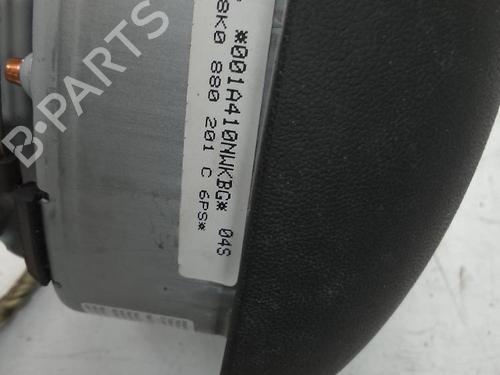 *001A410NWKBG* 04S
8K0 880 201 C 6PS*
B-PARTS